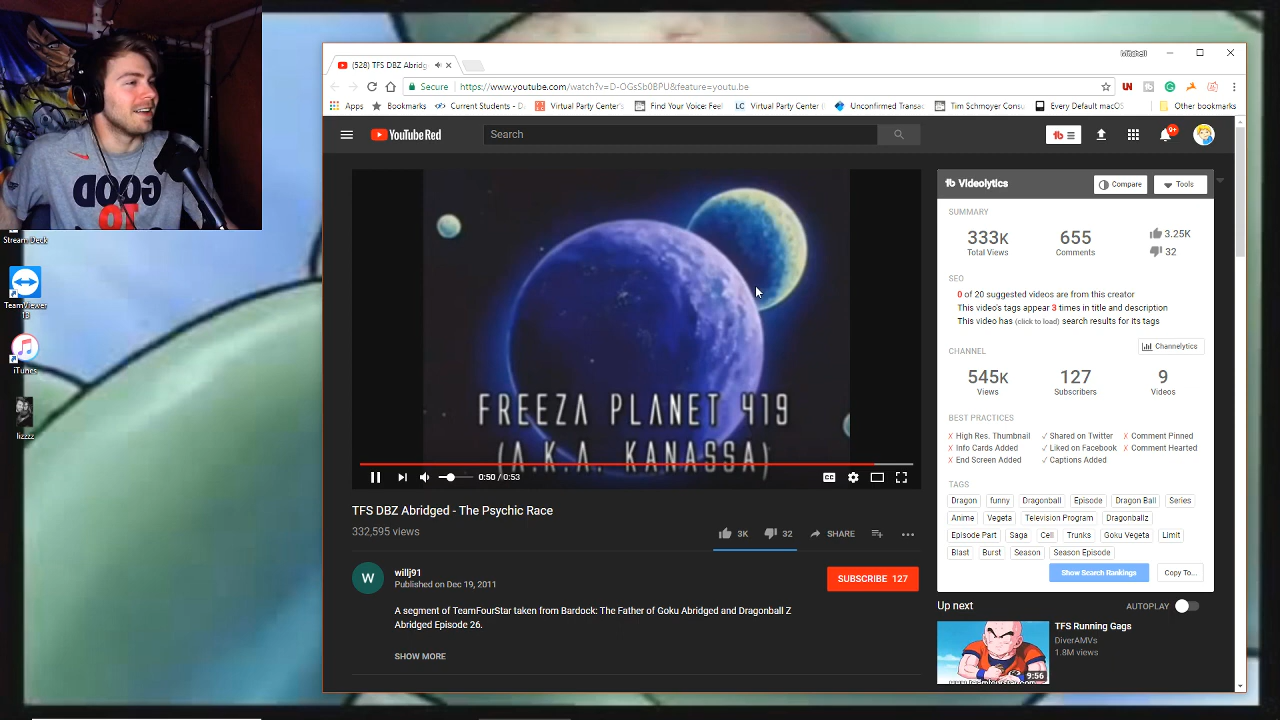 GOOD
TO
Stream Deck
TeamViewer
13
iTunes
lizzzz
Mitchell
(528) TFS DBZ Abridg
Secure
https://www.youtube.com/watch?v=D-OGsSb0BPU&feature=youtu.be
Apps
Bookmarks
Current Students - D
Virtual Party Center's
Find Your Voice: Feel
Virtual Party Center (
Unconfirmed Transac
Tim Schmoyer Consu
Every Default macOS
Other bookmarks
YouTube Red
Search
9+
FREEZA PLANET 419
(A.K.A. KANASSA)
0:50 / 0:53
CC
TFS DBZ Abridged - The Psychic Race
332,595 views
3K
32
SHARE
W
willj91
Published on Dec 19, 2011
SUBSCRIBE 127
A segment of TeamFourStar taken from Bardock: The Father of Goku Abridged and Dragonball Z
Abridged Episode 26.
SHOW MORE
tb Videolytics
Compare
Tools
SUMMARY
333K
655
3.25K
Total Views
Comments
32
SEO
0 of 20 suggested videos are from this creator
This video's tags appear 3 times in title and description
This video has (click to load) search results for its tags
CHANNEL
Channelytics
545K
127
9
Views
Subscribers
Videos
BEST PRACTICES
X High Res. Thumbnail
✓ Shared on Twitter
X Comment Pinned
X Info Cards Added
✓ Liked on Facebook
X Comment Hearted
X End Screen Added
✓ Captions Added
TAGS
Dragon
funny
Dragonball
Episode
Dragon Ball
Series
Anime
Vegeta
Television Program
Dragonballz
Episode Part
Saga
Cell
Trunks
Goku Vegeta
Limit
Blast
Burst
Season
Season Episode
Show Search Rankings
Copy To...
Up next
AUTOPLAY
TFS Running Gags
DiverAMVs
1.8M views
9:56